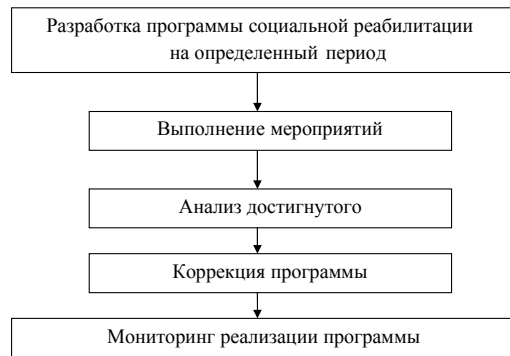 Разработка программы социальной реабилитации
на определенный период
Выполнение мероприятий
Анализ достигнутого
Коррекция программы
Мониторинг реализации программы